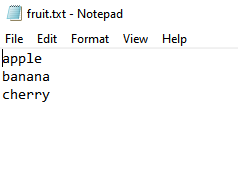 fruit.txt - Notepad
File Edit Format View Help
apple
banana
cherry